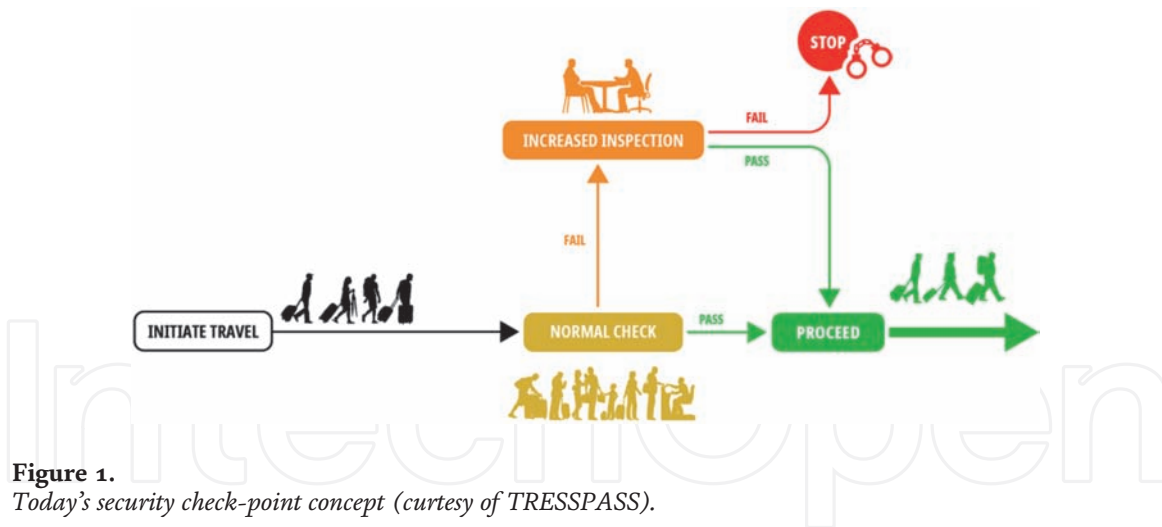 STOP
FAIL
INCREASED INSPECTION
PASS
FAIL
INITIATE TRAVEL
NORMAL CHECK
PASS
PROCEED
IntechOpen
Figure 1.
Today's security check-point concept (curtesy of TRESSPASS).